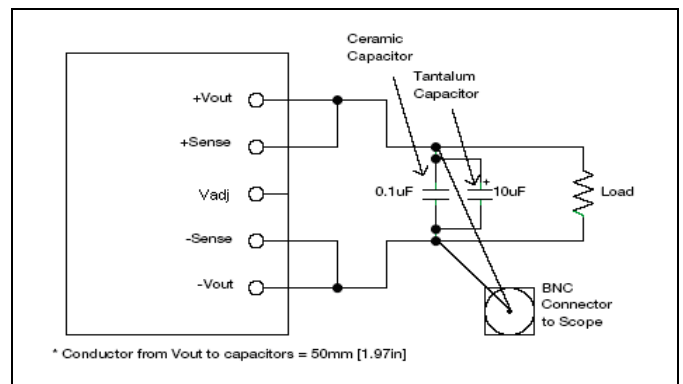 Ceramic
Capacitor
Tantalum
Capacitor
+Vout
+Sense
Vadj
-Sense
-Vout
0.1uF
+
10uF
Load
BNC
Connector
to Scope
* Conductor from Vout to capacitors = 50mm [1.97in]